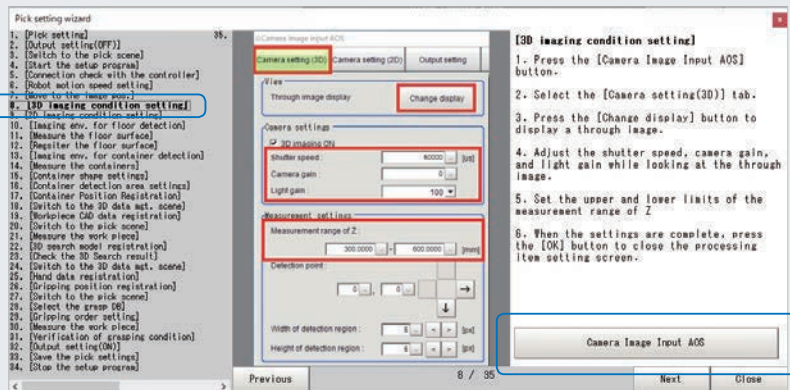 Pick setting wizard
1. [Pick setting]
2. [Output setting(OFF)]
3. [Switch to the pick scene]
4. [Start the setup program]
5. [Connection check with the controller]
6. [Robot motion speed setting]
7. [Move to the image pos.]
8. [3D imaging condition setting]
9. [2D imaging condition setting]
10. [Imaging env. for floor detection]
11. [Measure the floor surface]
12. [Regsiter the floor surface]
13. [Imaging env. for container detection]
14. [Measure the containers]
15. [Container shape settings]
16. [Container detection area settings]
17. [Container Position Registration]
18. [Switch to the 3D data mgt. scene]
19. [Workpiece CAD data registration]
20. [Switch to the pick scene]
21. [Measure the work piece]
22. [3D search model registration]
23. [Check the 3D Search result]
24. [Switch to the 3D data mgt. scene]
25. [Hand data registration]
26. [Gripping position registration]
27. [Switch to the pick scene]
28. [Select the grasp DB]
29. [Gripping order setting]
30. [Measure the work piece]
31. [Verification of grasping condition]
32. [Output setting(ON)]
33. [Save the pick settings]
34. [Stop the setup program]
35.
Camera Image Input AOS
Camera setting (3D)
Camera setting (2D)
Output setting
View
Through image display
Change display
Camera settings
3D imaging ON
Shutter speed :
60000 ... [us]
Camera gain :
0 ...
Light gain :
100
Measurement settings
Measurement range of Z :
300.0000 ... - 600.0000 ... [mm]
Detection point :
0 ... , 0 ...
Width of detection region :
6 ... < > [px]
Height of detection region :
6 ... < > [px]
Previous
8 / 35
[3D imaging condition setting]
1. Press the [Camera Image Input AOS]
button.
2. Select the [Camera setting(3D)] tab.
3. Press the [Change display] button to
display a through image.
4. Adjust the shutter speed, camera gain,
and light gain while looking at the through
image.
5. Set the upper and lower limits of the
measurement range of Z
6. When the settings are complete, press
the [OK] button to close the processing
item setting screen.
Camera Image Input AOS
Next
Close